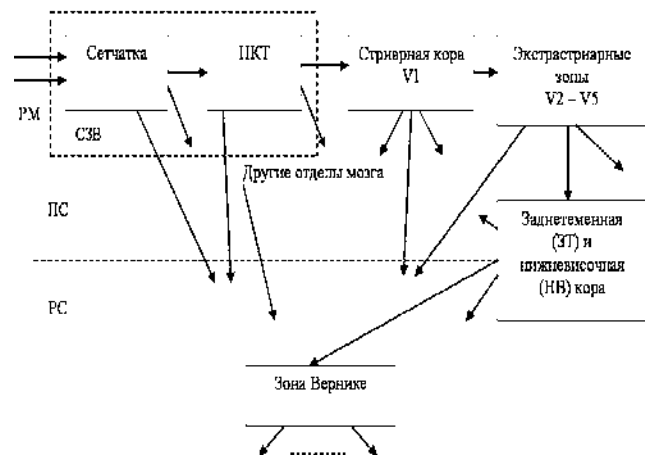 Сетчатка
НКТ
Стриарная кора
V1
Экстрастриарные
зоны
V2 – V5
РМ
СЗВ
Другие отделы мозга
ПС
Заднетеменная
(ЗТ) и
нижневисочная
(НВ) кора
РС
Зона Вернике